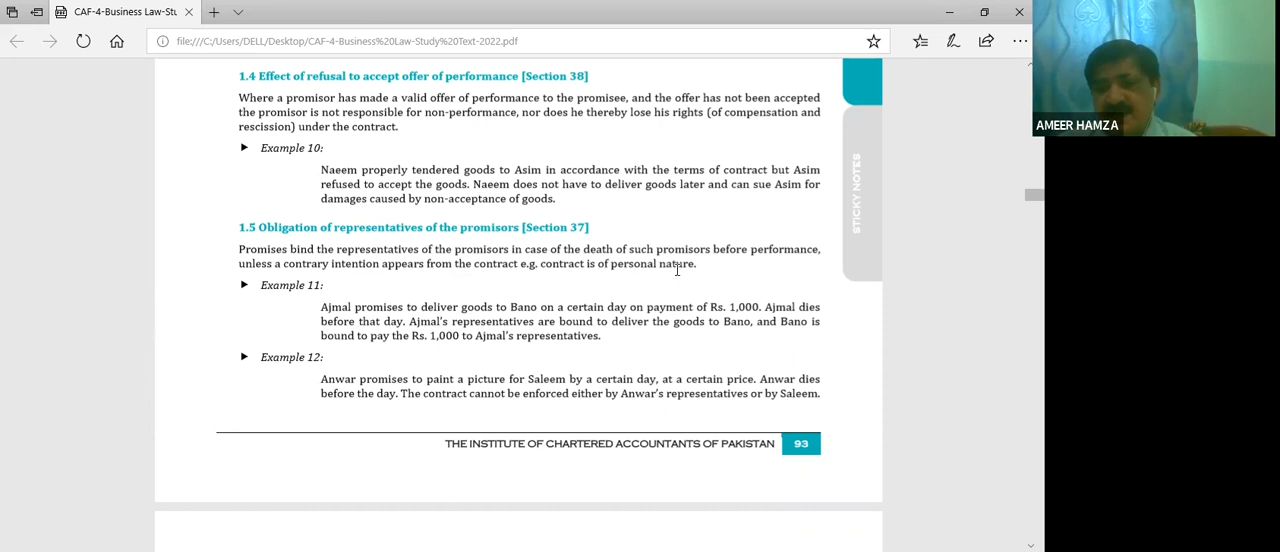 CAF-4-Business Law-Stu
file:///C:/Users/DELL/Desktop/CAF-4-Business%20Law-Study%20Text-2022.pdf
1.4 Effect of refusal to accept offer of performance [Section 38]
Where a promisor has made a valid offer of performance to the promisee, and the offer has not been accepted
the promisor is not responsible for non-performance, nor does he thereby lose his rights (of compensation and
rescission) under the contract.
Example 10:
Naeem properly tendered goods to Asim in accordance with the terms of contract but Asim
refused to accept the goods. Naeem does not have to deliver goods later and can sue Asim for
damages caused by non-acceptance of goods.
1.5 Obligation of representatives of the promisors [Section 37]
Promises bind the representatives of the promisors in case of the death of such promisors before performance,
unless a contrary intention appears from the contract e.g. contract is of personal nature.
Example 11:
Ajmal promises to deliver goods to Bano on a certain day on payment of Rs. 1,000. Ajmal dies
before that day. Ajmal's representatives are bound to deliver the goods to Bano, and Bano is
bound to pay the Rs. 1,000 to Ajmal's representatives.
Example 12:
Anwar promises to paint a picture for Saleem by a certain day, at a certain price. Anwar dies
before the day. The contract cannot be enforced either by Anwar's representatives or by Saleem.
THE INSTITUTE OF CHARTERED ACCOUNTANTS OF PAKISTAN 93
STICKY NOTES
AMEER HAMZA